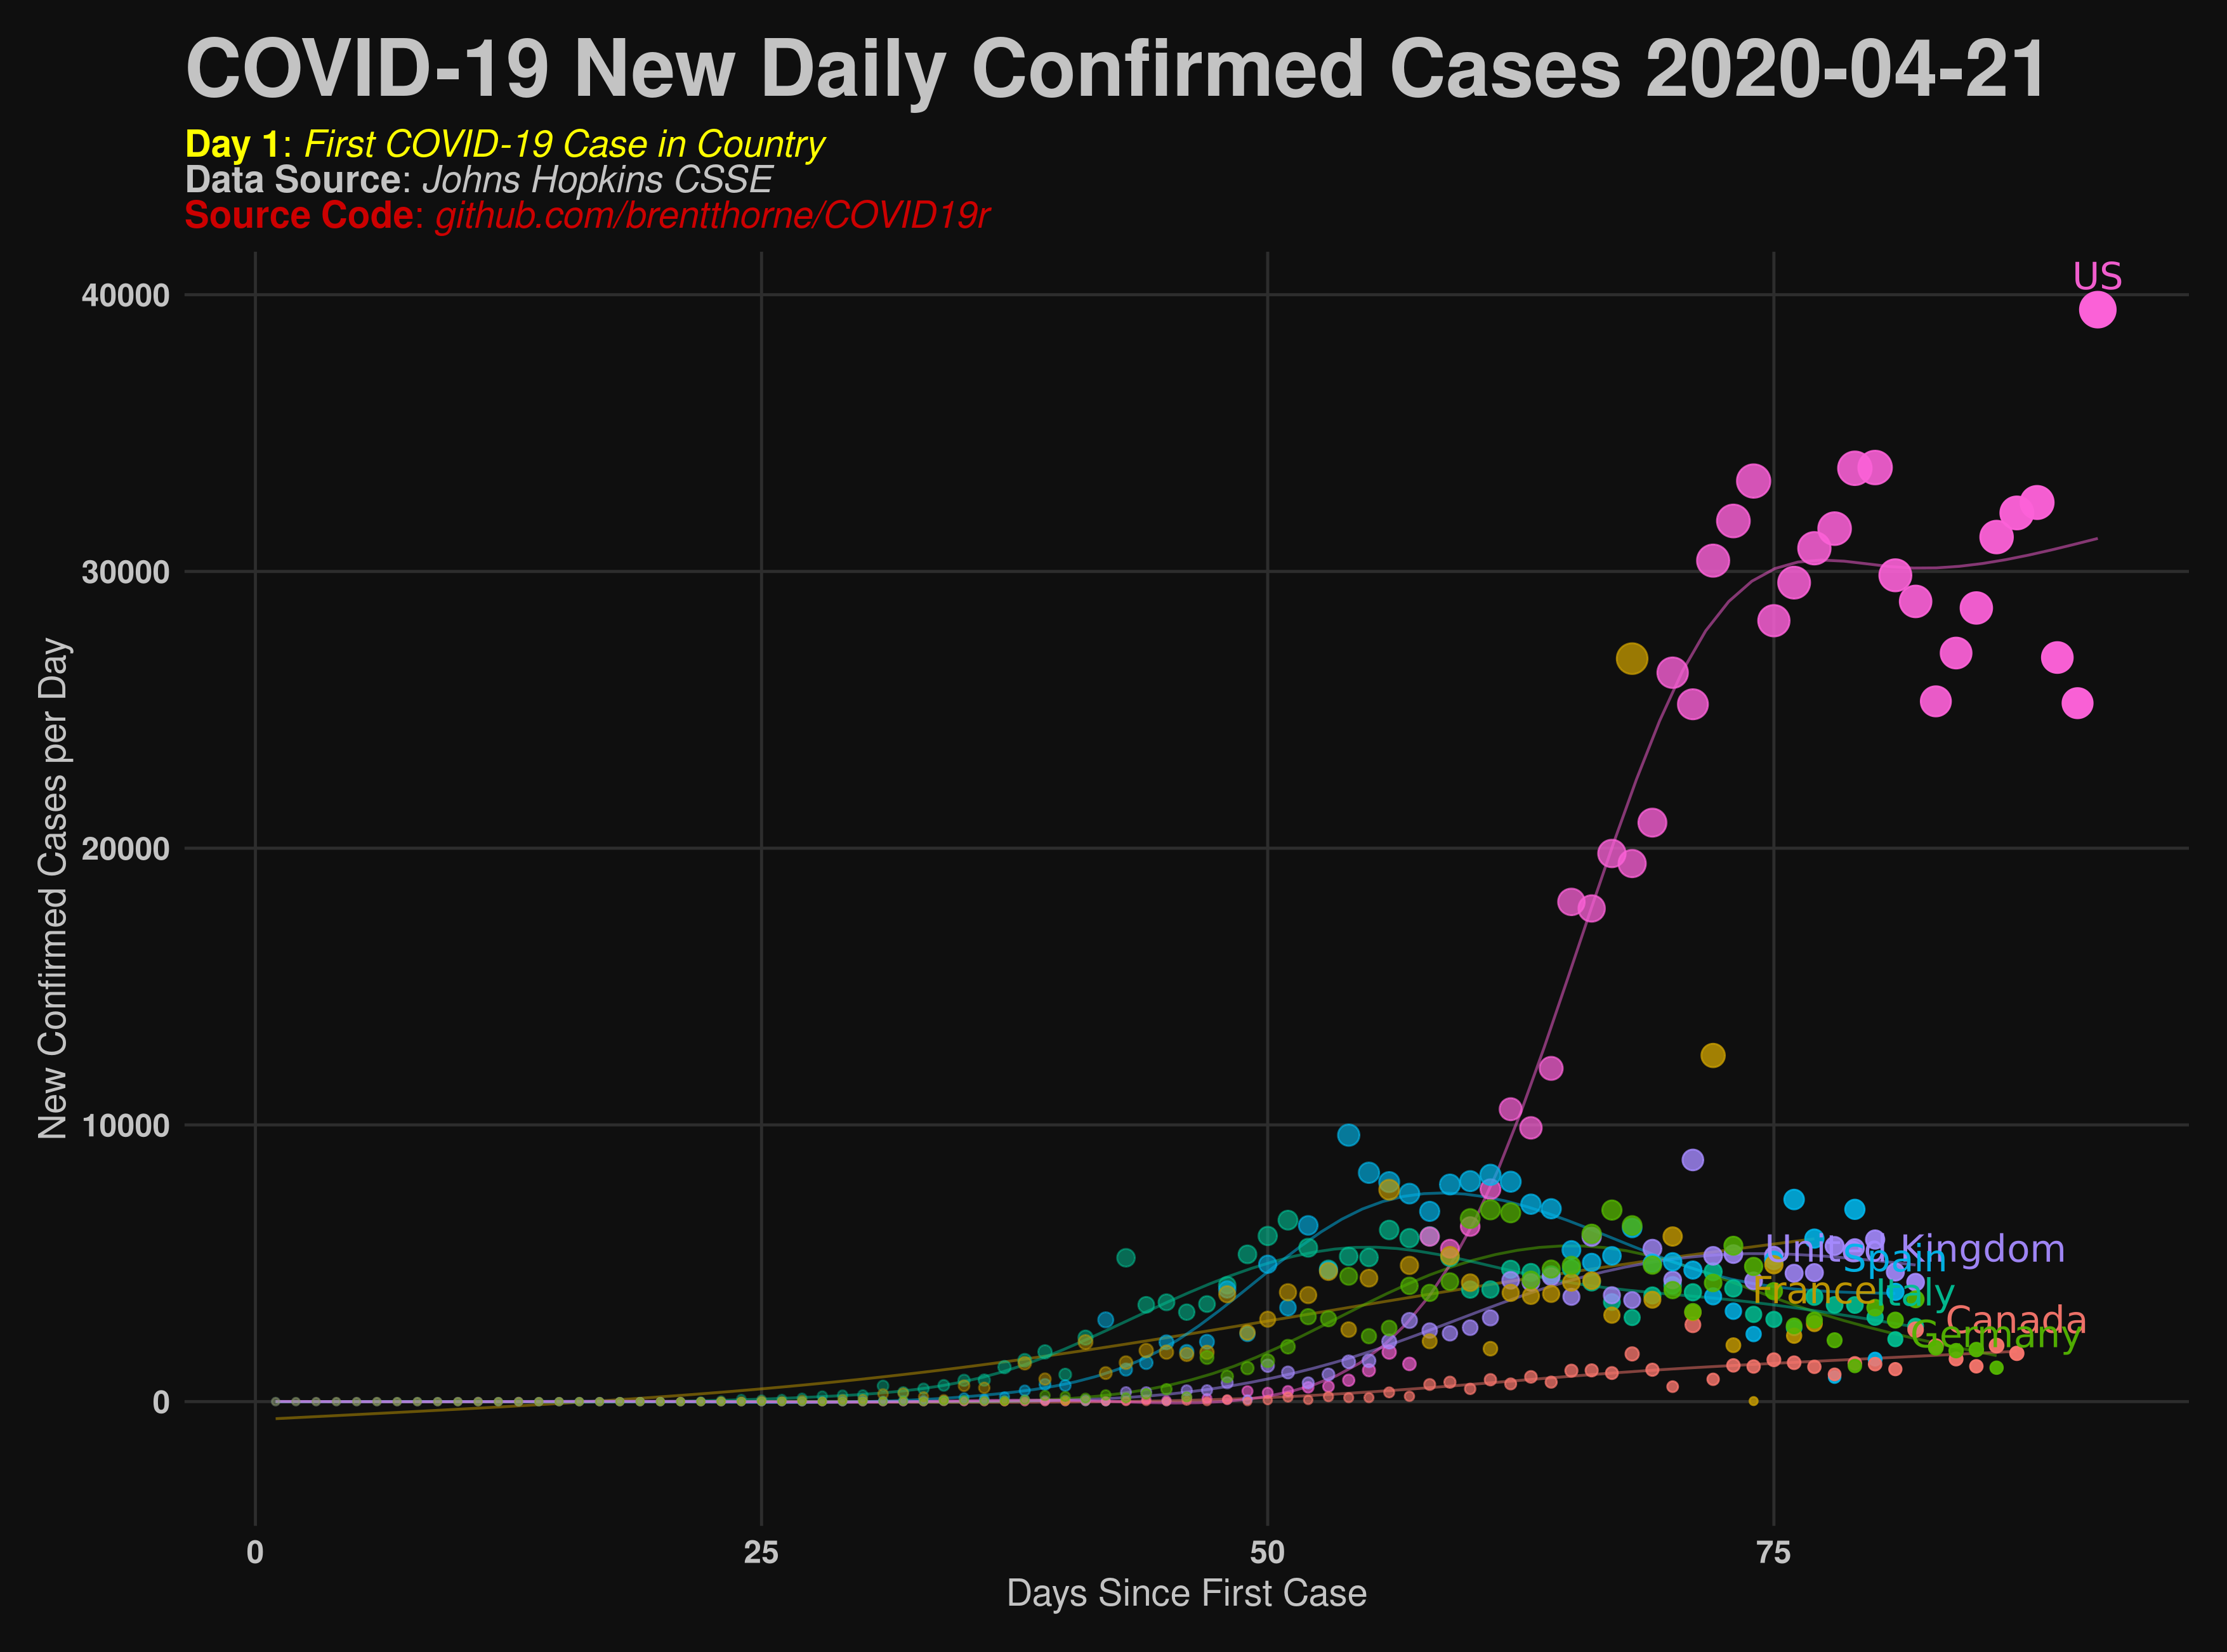 COVID-19 New Daily Confirmed Cases 2020-04-21
Day 1: First COVID-19 Case in Country
Data Source: Johns Hopkins CSSE
Source Code: github.com/brentthorne/COVID19r
US
40000
30000
20000
10000
0
New Confirmed Cases per Day
United Kingdom
Spain
France
Italy
Canada
Germany
0 25 50 75
Days Since First Case